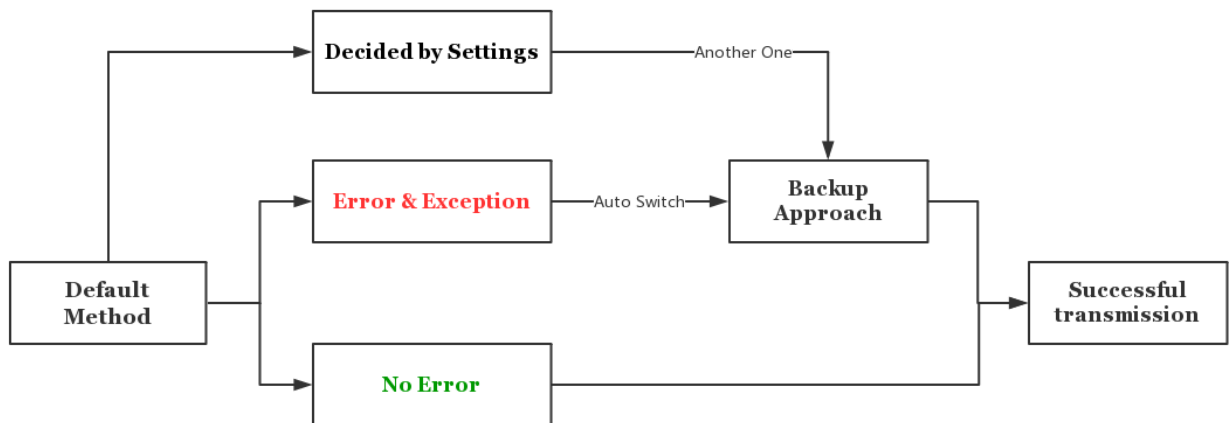 Decided by Settings
Another One
Error & Exception
Auto Switch
Backup
Approach
Default
Method
Successful
transmission
No Error